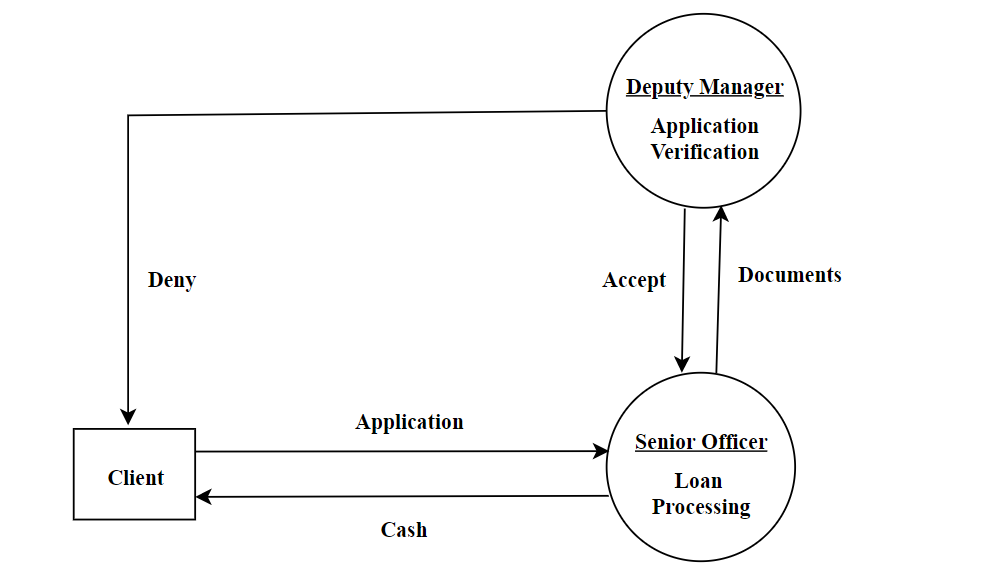 Deputy Manager
Application
Verification
Deny
Accept
Documents
Application
Client
Senior Officer
Loan
Processing
Cash